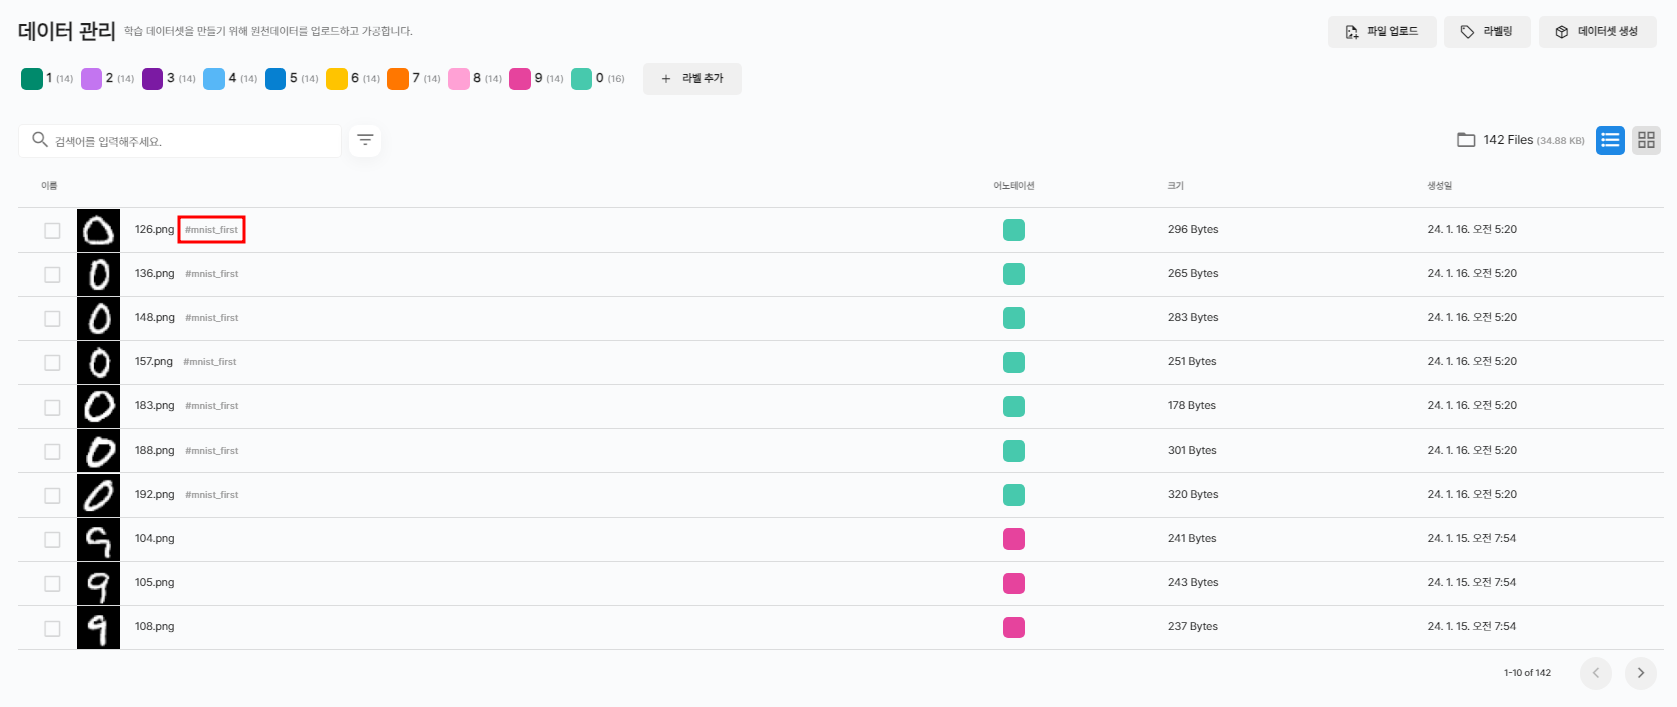 데이터 관리 학습 데이터셋을 만들기 위해 원천데이터를 업로드하고 가공합니다. 파일 업로드 라벨링 데이터셋 생성
1 (14) 2 (14) 3 (14) 4 (14) 5 (14) 6 (14) 7 (14) 8 (14) 9 (14) 0 (16) + 라벨 추가
검색어를 입력해주세요. 142 Files (34.88 KB)
이름 어노테이션 크기 생성일
0 126.png #mnist_first 296 Bytes 24. 1. 16. 오전 5:20
0 136.png #mnist_first 265 Bytes 24. 1. 16. 오전 5:20
0 148.png #mnist_first 283 Bytes 24. 1. 16. 오전 5:20
0 157.png #mnist_first 251 Bytes 24. 1. 16. 오전 5:20
0 183.png #mnist_first 178 Bytes 24. 1. 16. 오전 5:20
0 188.png #mnist_first 301 Bytes 24. 1. 16. 오전 5:20
0 192.png #mnist_first 320 Bytes 24. 1. 16. 오전 5:20
9 104.png 241 Bytes 24. 1. 15. 오전 7:54
9 105.png 243 Bytes 24. 1. 15. 오전 7:54
9 108.png 237 Bytes 24. 1. 15. 오전 7:54
1-10 of 142